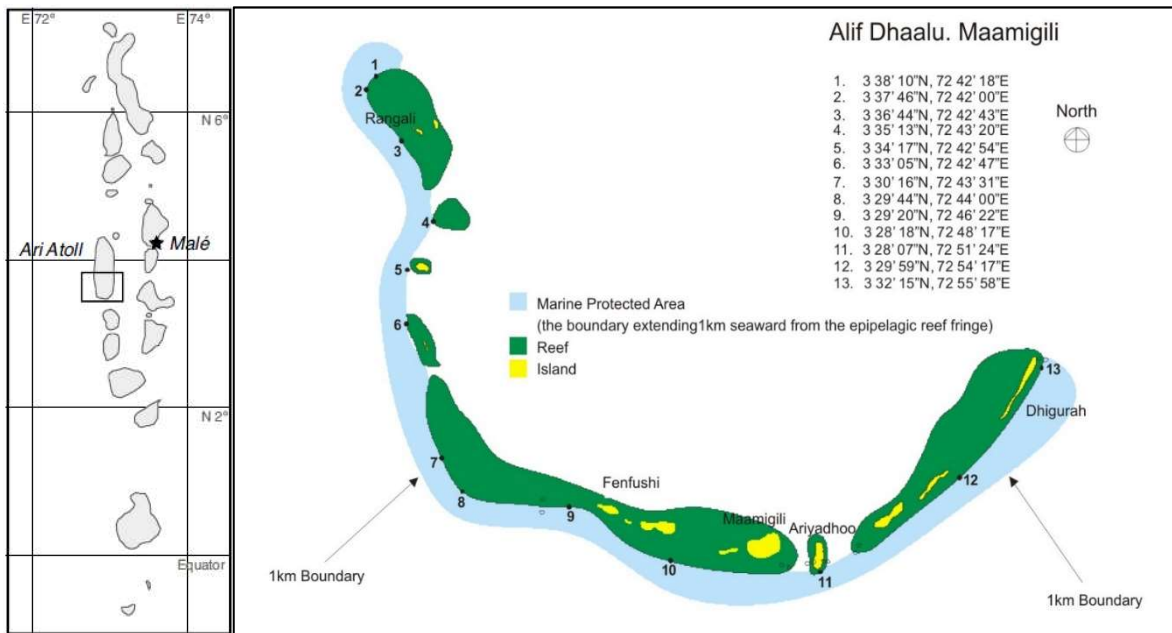 E 72°
E 74°
N 6°
Ari Atoll
Malé
N 2°
Equator
Alif Dhaalu. Maamigili
1. 3 38' 10"N, 72 42' 18"E
2. 3 37' 46"N, 72 42' 00"E
3. 3 36' 44"N, 72 42' 43"E
4. 3 35' 13"N, 72 43' 20"E
5. 3 34' 17"N, 72 42' 54"E
6. 3 33' 05"N, 72 42' 47"E
7. 3 30' 16"N, 72 43' 31"E
8. 3 29' 44"N, 72 44' 00"E
9. 3 29' 20"N, 72 46' 22"E
10. 3 28' 18"N, 72 48' 17"E
11. 3 28' 07"N, 72 51' 24"E
12. 3 29' 59"N, 72 54' 17"E
13. 3 32' 15"N, 72 55' 58"E
North
1
2
Rangali
3
4
5
6
Marine Protected Area
(the boundary extending1km seaward from the epipelagic reef fringe)
Reef
Island
13
Dhigurah
7
8
Fenfushi
9
12
Maamigili
Ariyadhoo
10
11
1km Boundary
1km Boundary